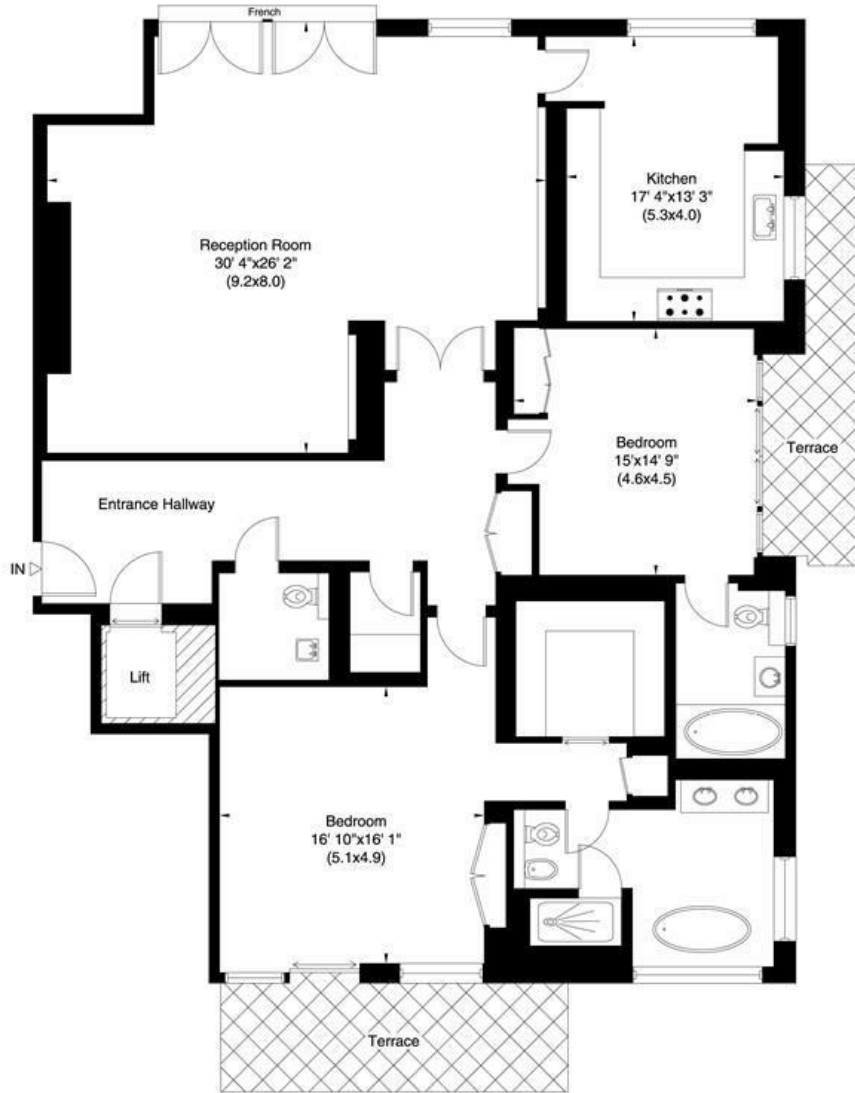 French
Kitchen
17' 4"x13' 3"
(5.3x4.0)
Reception Room
30' 4"x26' 2"
(9.2x8.0)
Bedroom
15'x14' 9"
(4.6x4.5)
Terrace
Entrance Hallway
IN
Lift
Bedroom
16' 10"x16' 1"
(5.1x4.9)
Terrace